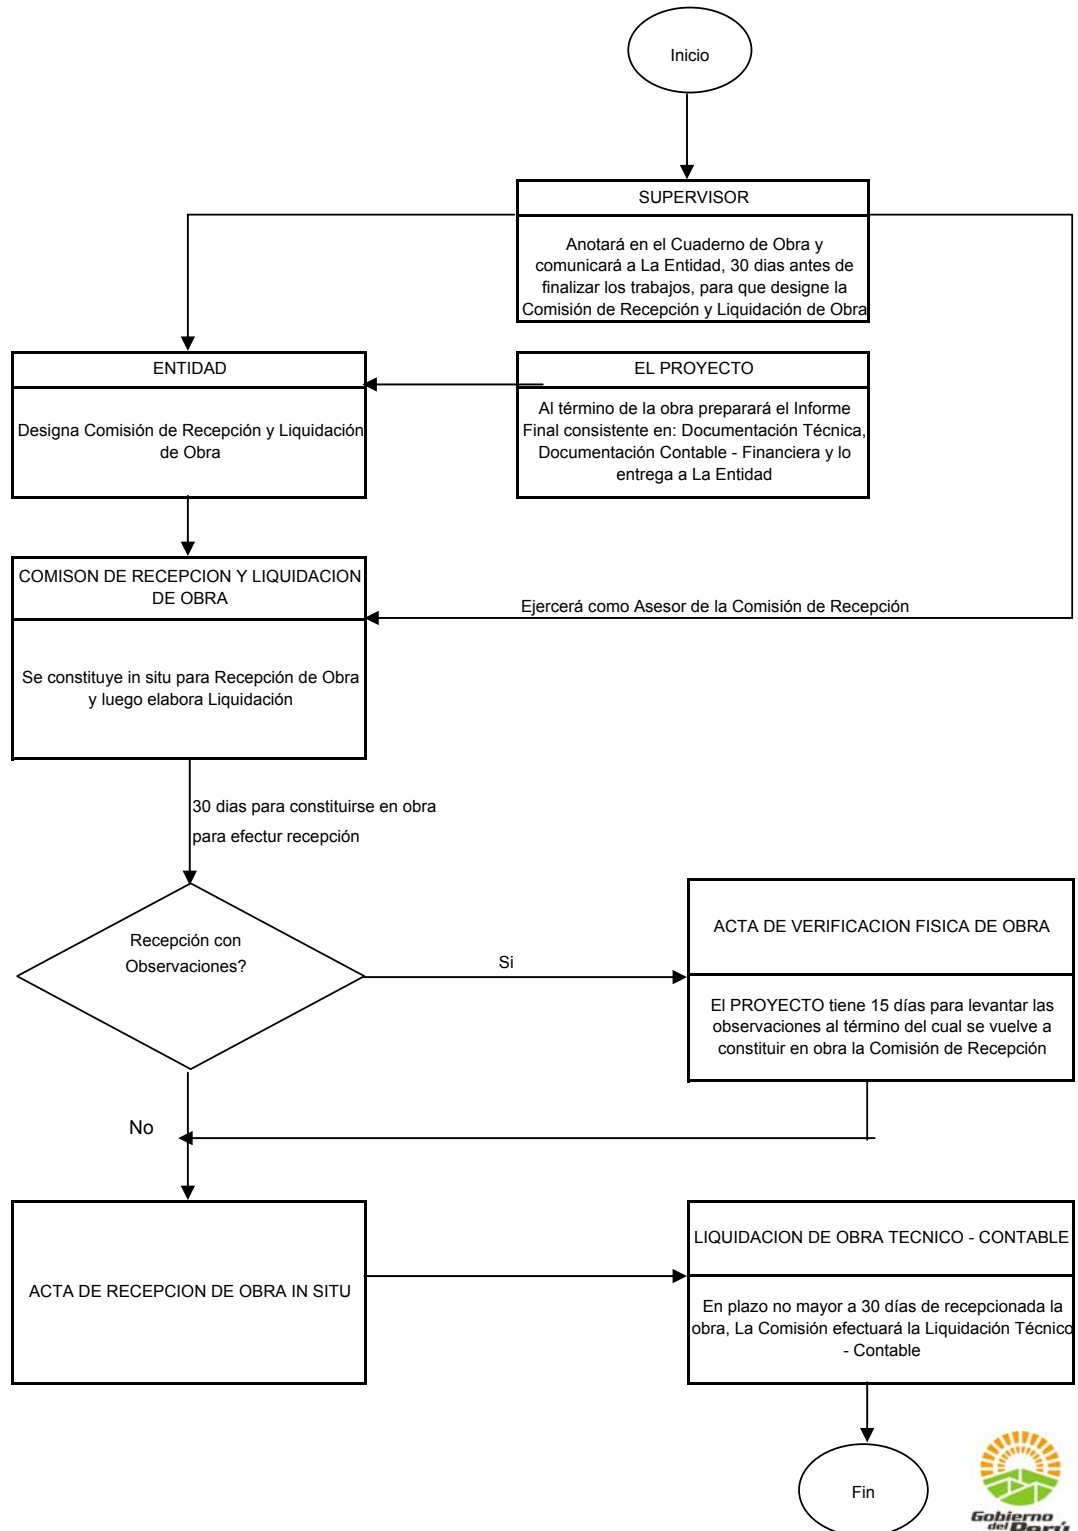 Inicio
SUPERVISOR
Anotará en el Cuaderno de Obra y
comunicará a La Entidad, 30 dias antes de
finalizar los trabajos, para que designe la
Comisión de Recepción y Liquidación de Obra
ENTIDAD
Designa Comisión de Recepción y Liquidación
de Obra
EL PROYECTO
Al término de la obra preparará el Informe
Final consistente en: Documentación Técnica,
Documentación Contable - Financiera y lo
entrega a La Entidad
COMISON DE RECEPCION Y LIQUIDACION
DE OBRA
Se constituye in situ para Recepción de Obra
y luego elabora Liquidación
Ejercerá como Asesor de la Comisión de Recepción
30 dias para constituirse en obra
para efectur recepción
Recepción con
Observaciones?
Si
ACTA DE VERIFICACION FISICA DE OBRA
El PROYECTO tiene 15 días para levantar las
observaciones al término del cual se vuelve a
constituir en obra la Comisión de Recepción
No
ACTA DE RECEPCION DE OBRA IN SITU
LIQUIDACION DE OBRA TECNICO - CONTABLE
En plazo no mayor a 30 días de recepcionada la
obra, La Comisión efectuará la Liquidación Técnico
- Contable
Fin
Gobierno
del Perú